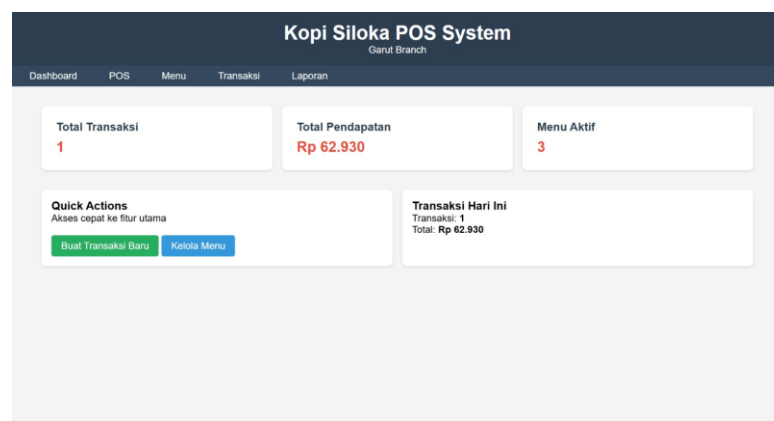 Kopi Siloka POS System
Garut Branch
Dashboard POS Menu Transaksi Laporan
Total Transaksi
1
Total Pendapatan
Rp 62.930
Menu Aktif
3
Quick Actions
Akses cepat ke fitur utama
Buat Transaksi Baru Kelola Menu
Transaksi Hari Ini
Transaksi: 1
Total: Rp 62.930